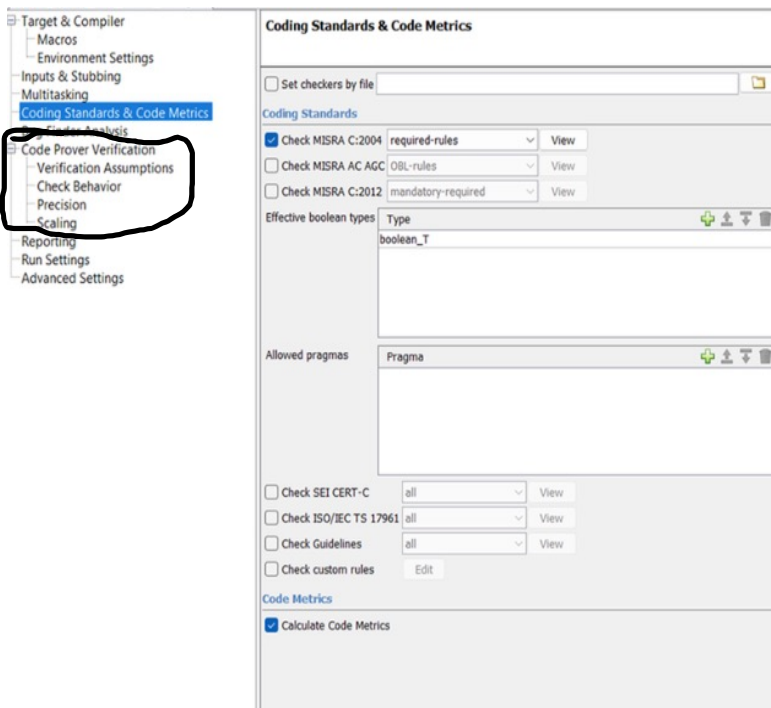 Target & Compiler
Macros
Environment Settings
Inputs & Stubbing
Multitasking
Coding Standards & Code Metrics
Bug Finder Analysis
Code Prover Verification
Verification Assumptions
Check Behavior
Precision
Scaling
Reporting
Run Settings
Advanced Settings
Coding Standards & Code Metrics
Set checkers by file
Coding Standards
Check MISRA C:2004 required-rules View
Check MISRA AC AGC OBL-rules View
Check MISRA C:2012 mandatory-required View
Effective boolean types Type
boolean_T
Allowed pragmas Pragma
Check SEI CERT-C all View
Check ISO/IEC TS 17961 all View
Check Guidelines all View
Check custom rules Edit
Code Metrics
Calculate Code Metrics